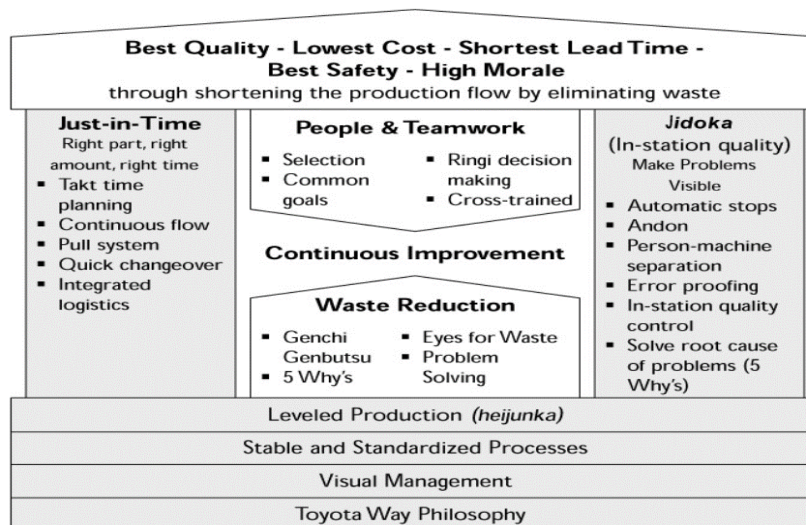 Best Quality - Lowest Cost - Shortest Lead Time -
Best Safety - High Morale
through shortening the production flow by eliminating waste
Just-in-Time
Right part, right
amount, right time
▪ Takt time
planning
▪ Continuous flow
▪ Pull system
▪ Quick changeover
▪ Integrated
logistics
People & Teamwork
▪ Selection
▪ Common
goals
▪ Ringi decision
making
▪ Cross-trained
Continuous Improvement
Waste Reduction
▪ Genchi
Genbutsu
▪ 5 Why's
▪ Eyes for Waste
▪ Problem
Solving
Jidoka
(In-station quality)
Make Problems
Visible
▪ Automatic stops
▪ Andon
▪ Person-machine
separation
▪ Error proofing
▪ In-station quality
control
▪ Solve root cause
of problems (5
Why's)
Leveled Production (heijunka)
Stable and Standardized Processes
Visual Management
Toyota Way Philosophy